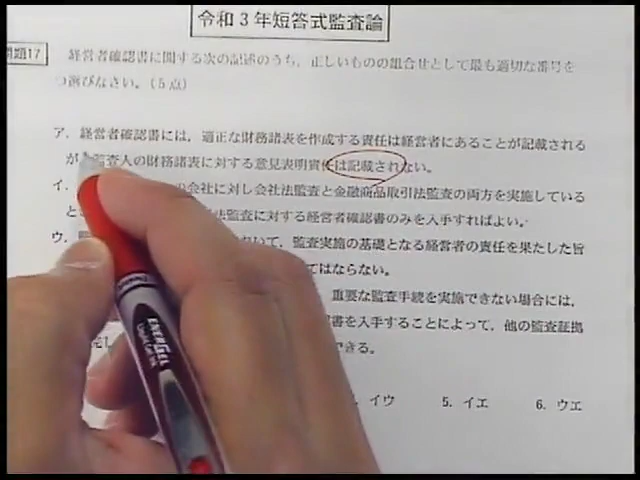 令和3年短答式監査論
問題17 経営者確認書に関する次の記述のうち，正しいものの組合せとして最も適切な番号を
つ選びなさい。（5点）
ア．経営者確認書には，適正な財務諸表を作成する責任は経営者にあることが記載される
が，監査人の財務諸表に対する意見表明責任は記載されない。
イ． の会社に対し会社法監査と金融商品取引法監査の両方を実施している
と 法監査に対する経営者確認書のみを入手すればよい。
ウ． おいて，監査実施の基礎となる経営者の責任を果たした旨
てはならない。
重要な監査手続を実施できない場合には，
書を入手することによって，他の監査証拠
できる。
イウ 5．イエ 6．ウエ
ENERGEL